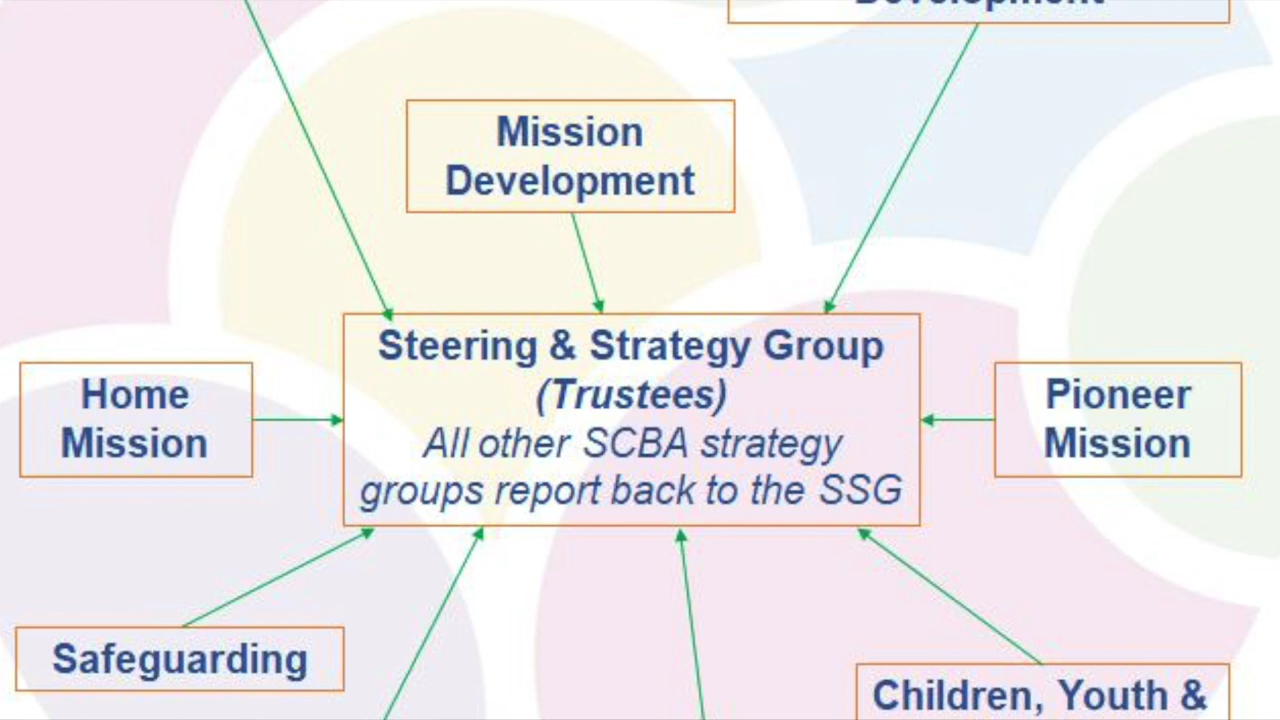 Development
Mission
Development
Steering & Strategy Group
(Trustees)
All other SCBA strategy
groups report back to the SSG
Home
Mission
Pioneer
Mission
Safeguarding
Children, Youth &